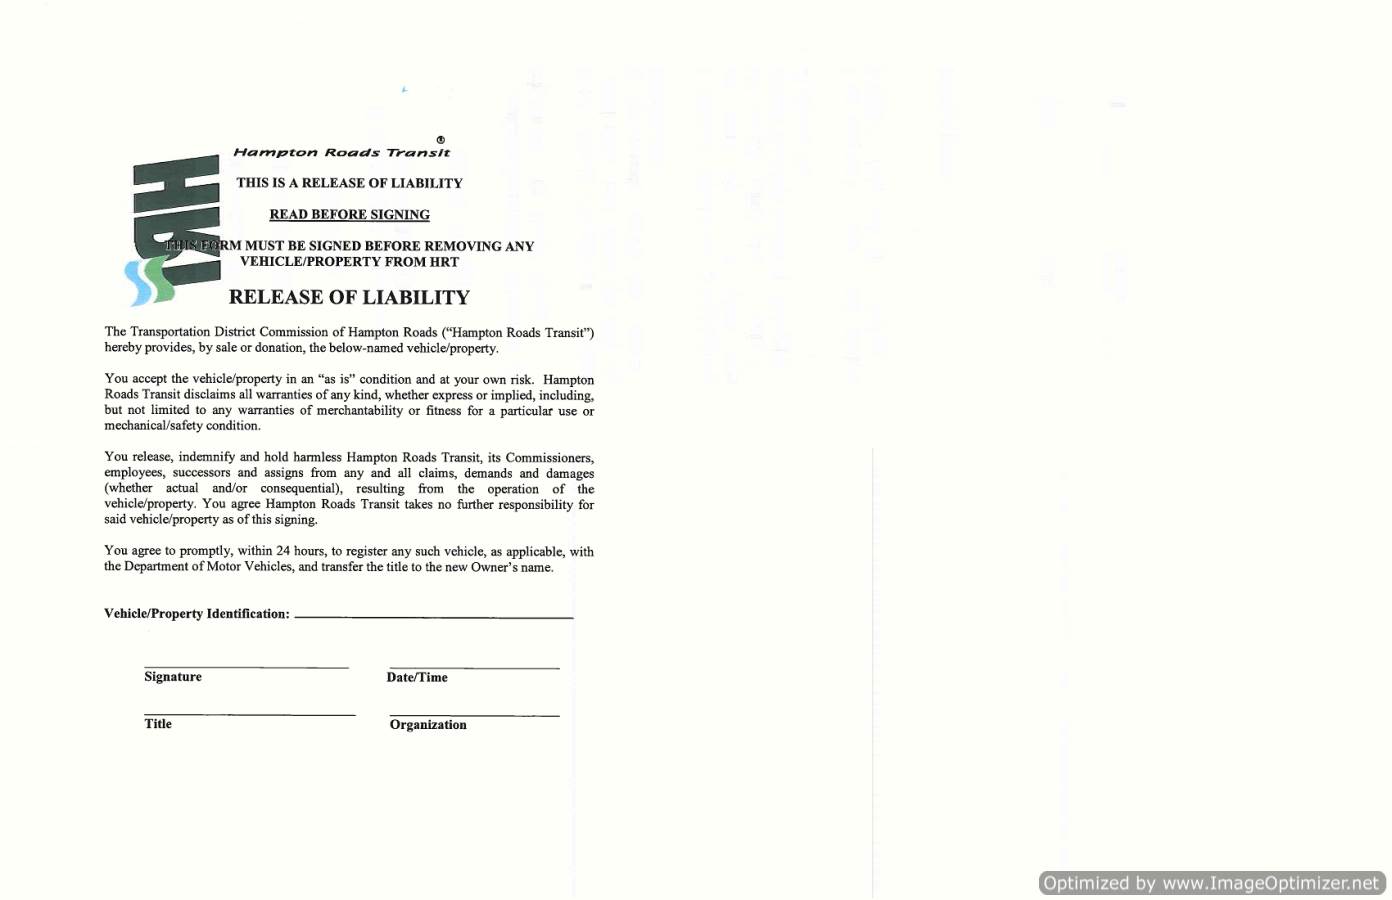 ®
Hampton Roads Transit
HRT
THIS IS A RELEASE OF LIABILITY
READ BEFORE SIGNING
THIS FORM MUST BE SIGNED BEFORE REMOVING ANY
VEHICLE/PROPERTY FROM HRT
RELEASE OF LIABILITY
The Transportation District Commission of Hampton Roads (“Hampton Roads Transit”)
hereby provides, by sale or donation, the below-named vehicle/property.
You accept the vehicle/property in an “as is” condition and at your own risk. Hampton
Roads Transit disclaims all warranties of any kind, whether express or implied, including,
but not limited to any warranties of merchantability or fitness for a particular use or
mechanical/safety condition.
You release, indemnify and hold harmless Hampton Roads Transit, its Commissioners,
employees, successors and assigns from any and all claims, demands and damages
(whether actual and/or consequential), resulting from the operation of the
vehicle/property. You agree Hampton Roads Transit takes no further responsibility for
said vehicle/property as of this signing.
You agree to promptly, within 24 hours, to register any such vehicle, as applicable, with
the Department of Motor Vehicles, and transfer the title to the new Owner’s name.
Vehicle/Property Identification:
Signature Date/Time
Title Organization
Optimized by www.ImageOptimizer.net